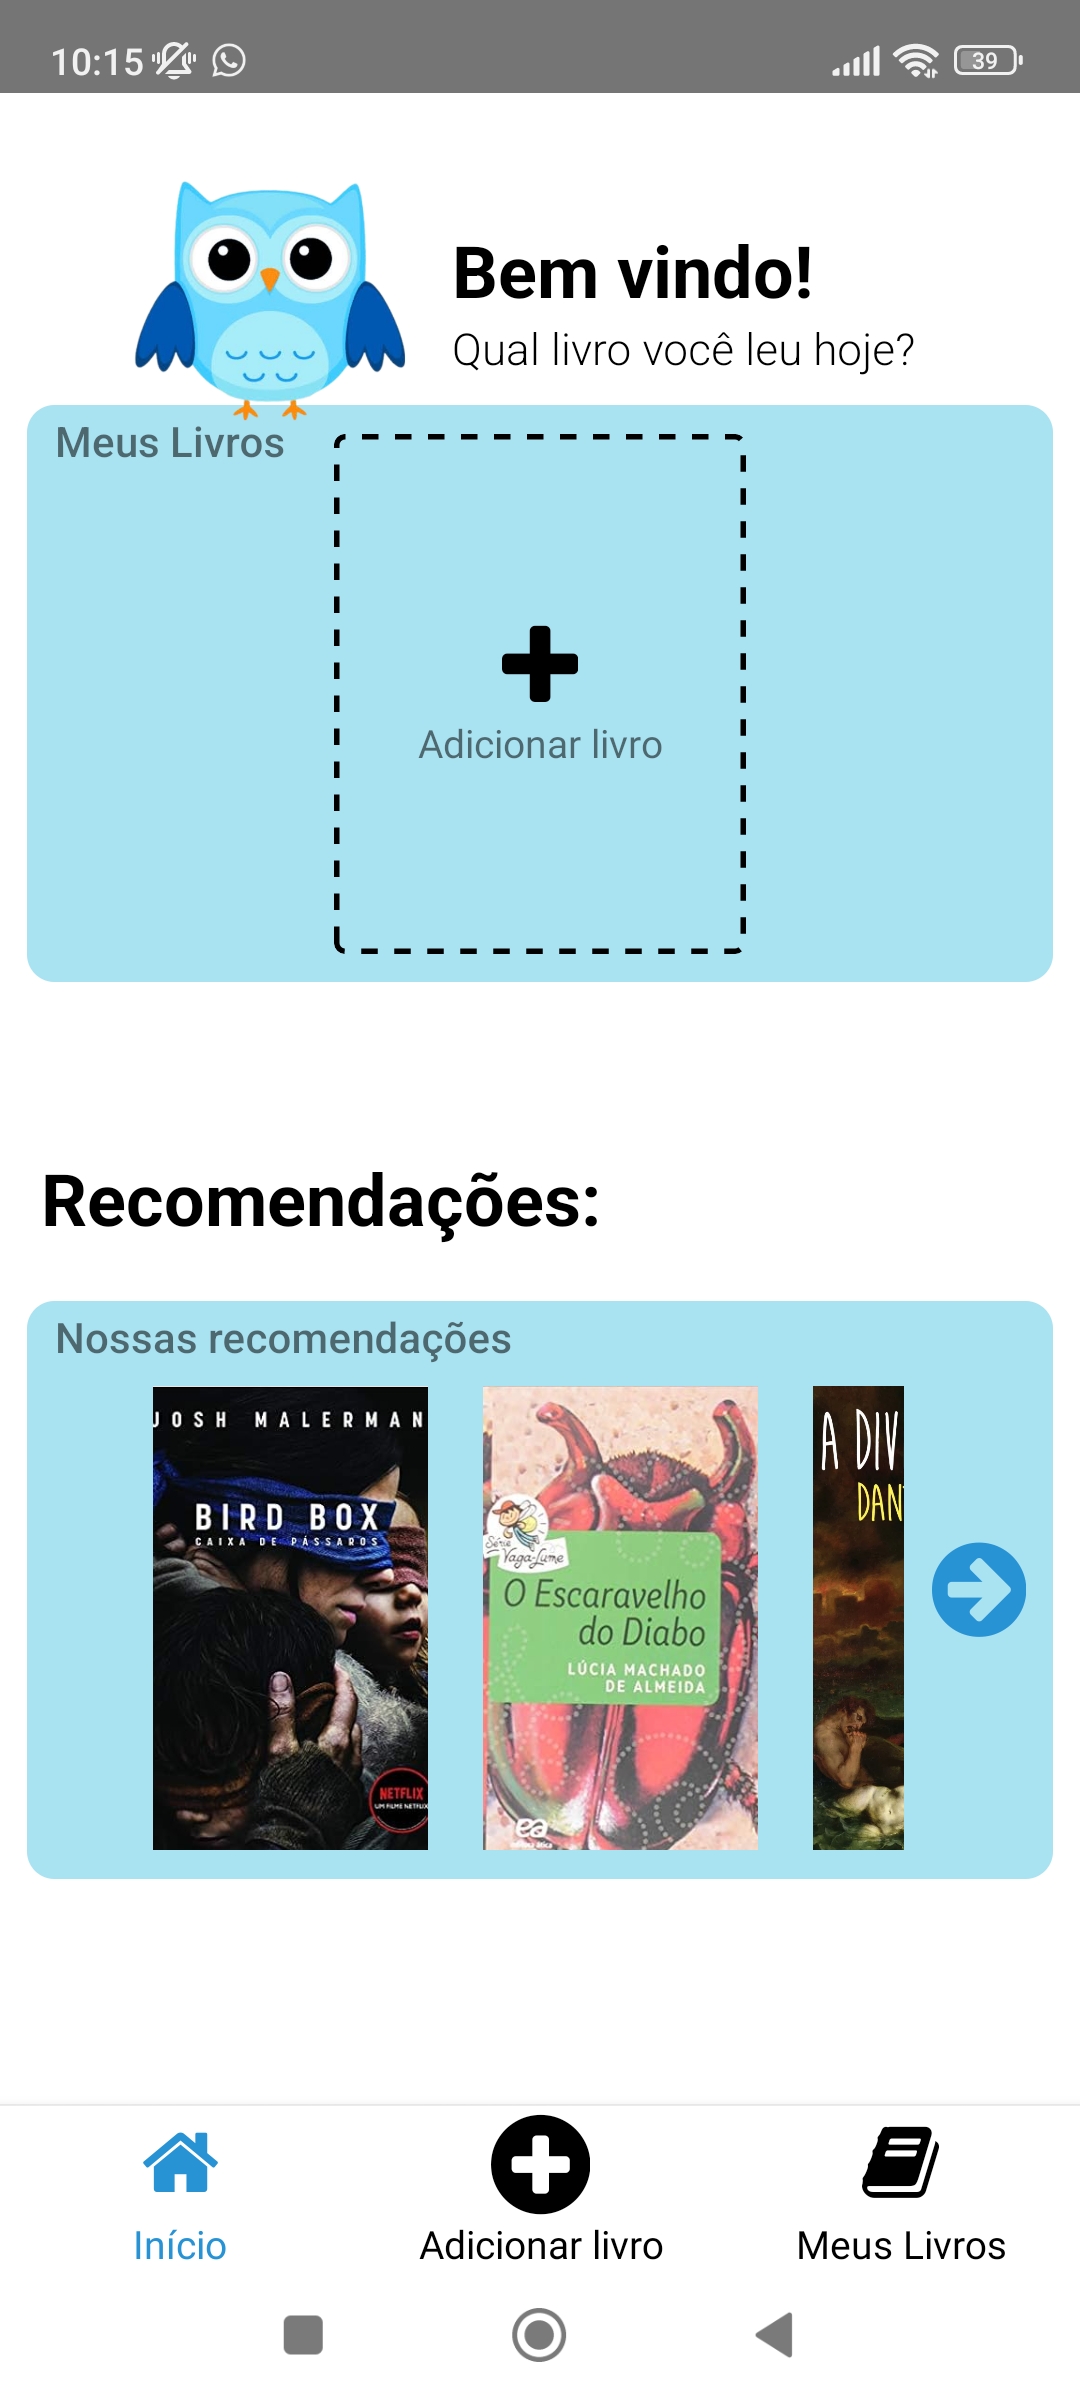 10:15
39
Bem vindo!
Qual livro você leu hoje?
Meus Livros
Adicionar livro
Recomendações:
Nossas recomendações
JOSH MALERMAN
BIRD BOX
CAIXA DE PÁSSAROS
NETFLIX
UM FILME NETFLIX
Série
Vaga-Lume
O Escaravelho
do Diabo
LÚCIA MACHADO
DE ALMEIDA
ea
editora ática
A DIV
DAN
Início
Adicionar livro
Meus Livros